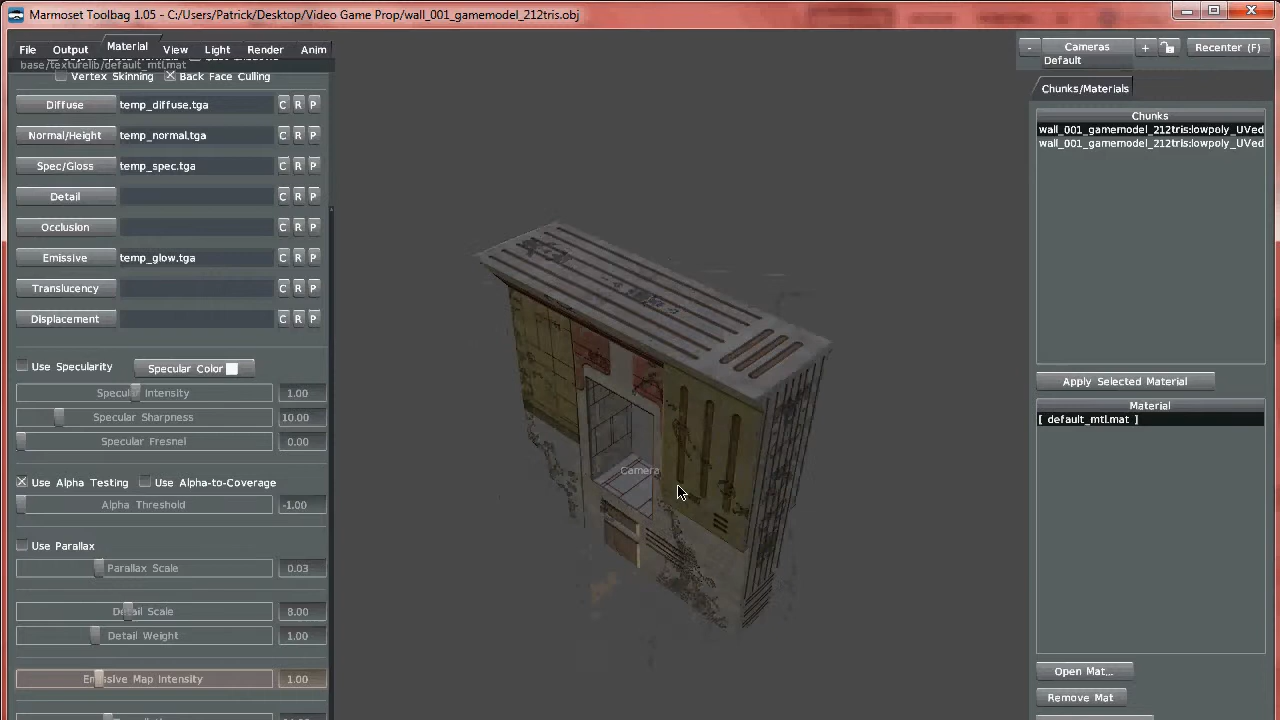 Marmoset Toolbag 1.05 - C:/Users/Patrick/Desktop/Video Game Prop/wall_001_gamemodel_212tris.obj
File Output Material View Light Render Anim
- Cameras + Recenter (F)
Default
base/texturelib/default_mtl.mat
Vertex Skinning Back Face Culling
Chunks/Materials
Diffuse temp_diffuse.tga C R P
Chunks
Normal/Height temp_normal.tga C R P
wall_001_gamemodel_212tris:lowpoly_UVed
wall_001_gamemodel_212tris:lowpoly_UVed
Spec/Gloss temp_spec.tga C R P
Detail C R P
Occlusion C R P
Emissive temp_glow.tga C R P
Translucency C R P
Displacement C R P
Use Specularity Specular Color
Specular Intensity 1.00
Specular Sharpness 10.00
Specular Fresnel 0.00
Apply Selected Material
Material
[ default_mtl.mat ]
Camera
Use Alpha Testing Use Alpha-to-Coverage
Alpha Threshold -1.00
Use Parallax
Parallax Scale 0.03
Detail Scale 8.00
Detail Weight 1.00
Emissive Map Intensity 1.00
Open Mat...
Remove Mat